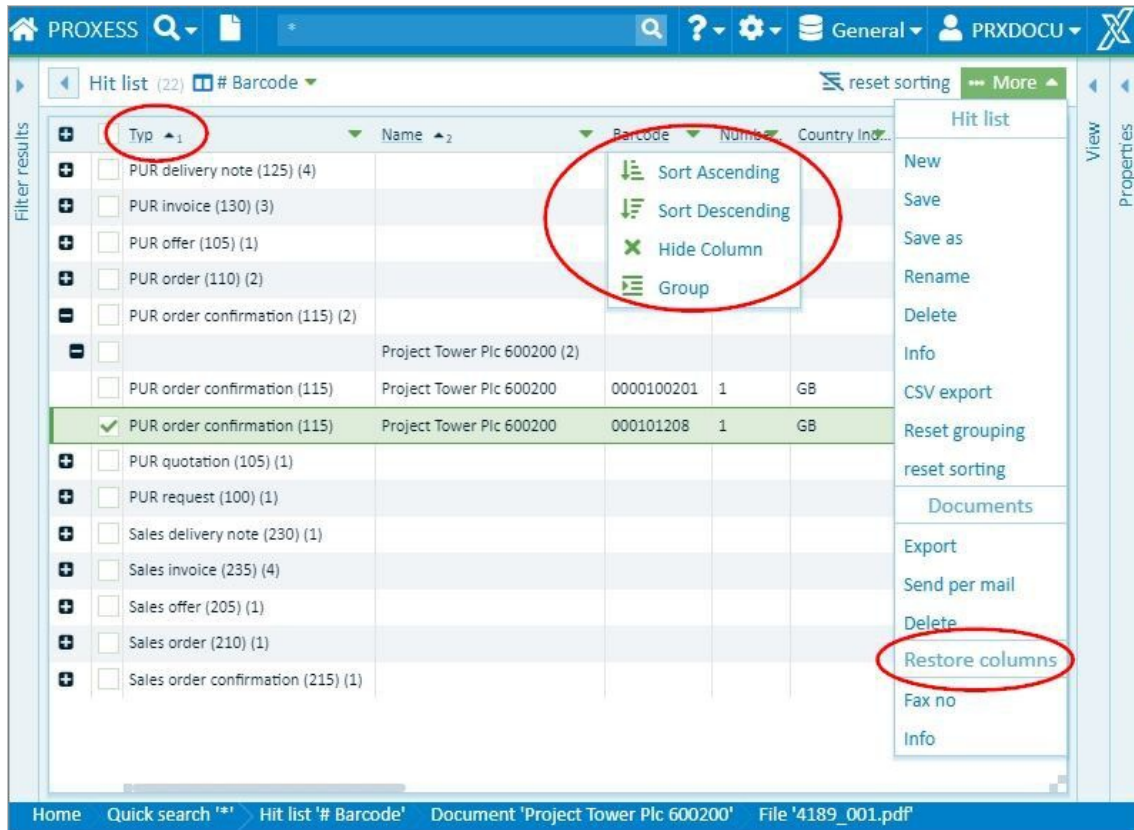 PROXESS * ? General PRXDOCU
Hit list (22) # Barcode reset sorting ... More
Filter results
View
Properties
Typ 1 Name 2 Barcode Number.. Country Ind...
PUR delivery note (125) (4)
PUR invoice (130) (3)
PUR offer (105) (1)
PUR order (110) (2)
PUR order confirmation (115) (2)
Project Tower Plc 600200 (2)
PUR order confirmation (115) Project Tower Plc 600200 0000100201 1 GB
PUR order confirmation (115) Project Tower Plc 600200 000101208 1 GB
PUR quotation (105) (1)
PUR request (100) (1)
Sales delivery note (230) (1)
Sales invoice (235) (4)
Sales offer (205) (1)
Sales order (210) (1)
Sales order confirmation (215) (1)
Sort Ascending
Sort Descending
Hide Column
Group
Hit list
New
Save
Save as
Rename
Delete
Info
CSV export
Reset grouping
reset sorting
Documents
Export
Send per mail
Delete
Restore columns
Fax no
Info
Home Quick search '*' Hit list '# Barcode' Document 'Project Tower Plc 600200' File '4189_001.pdf'